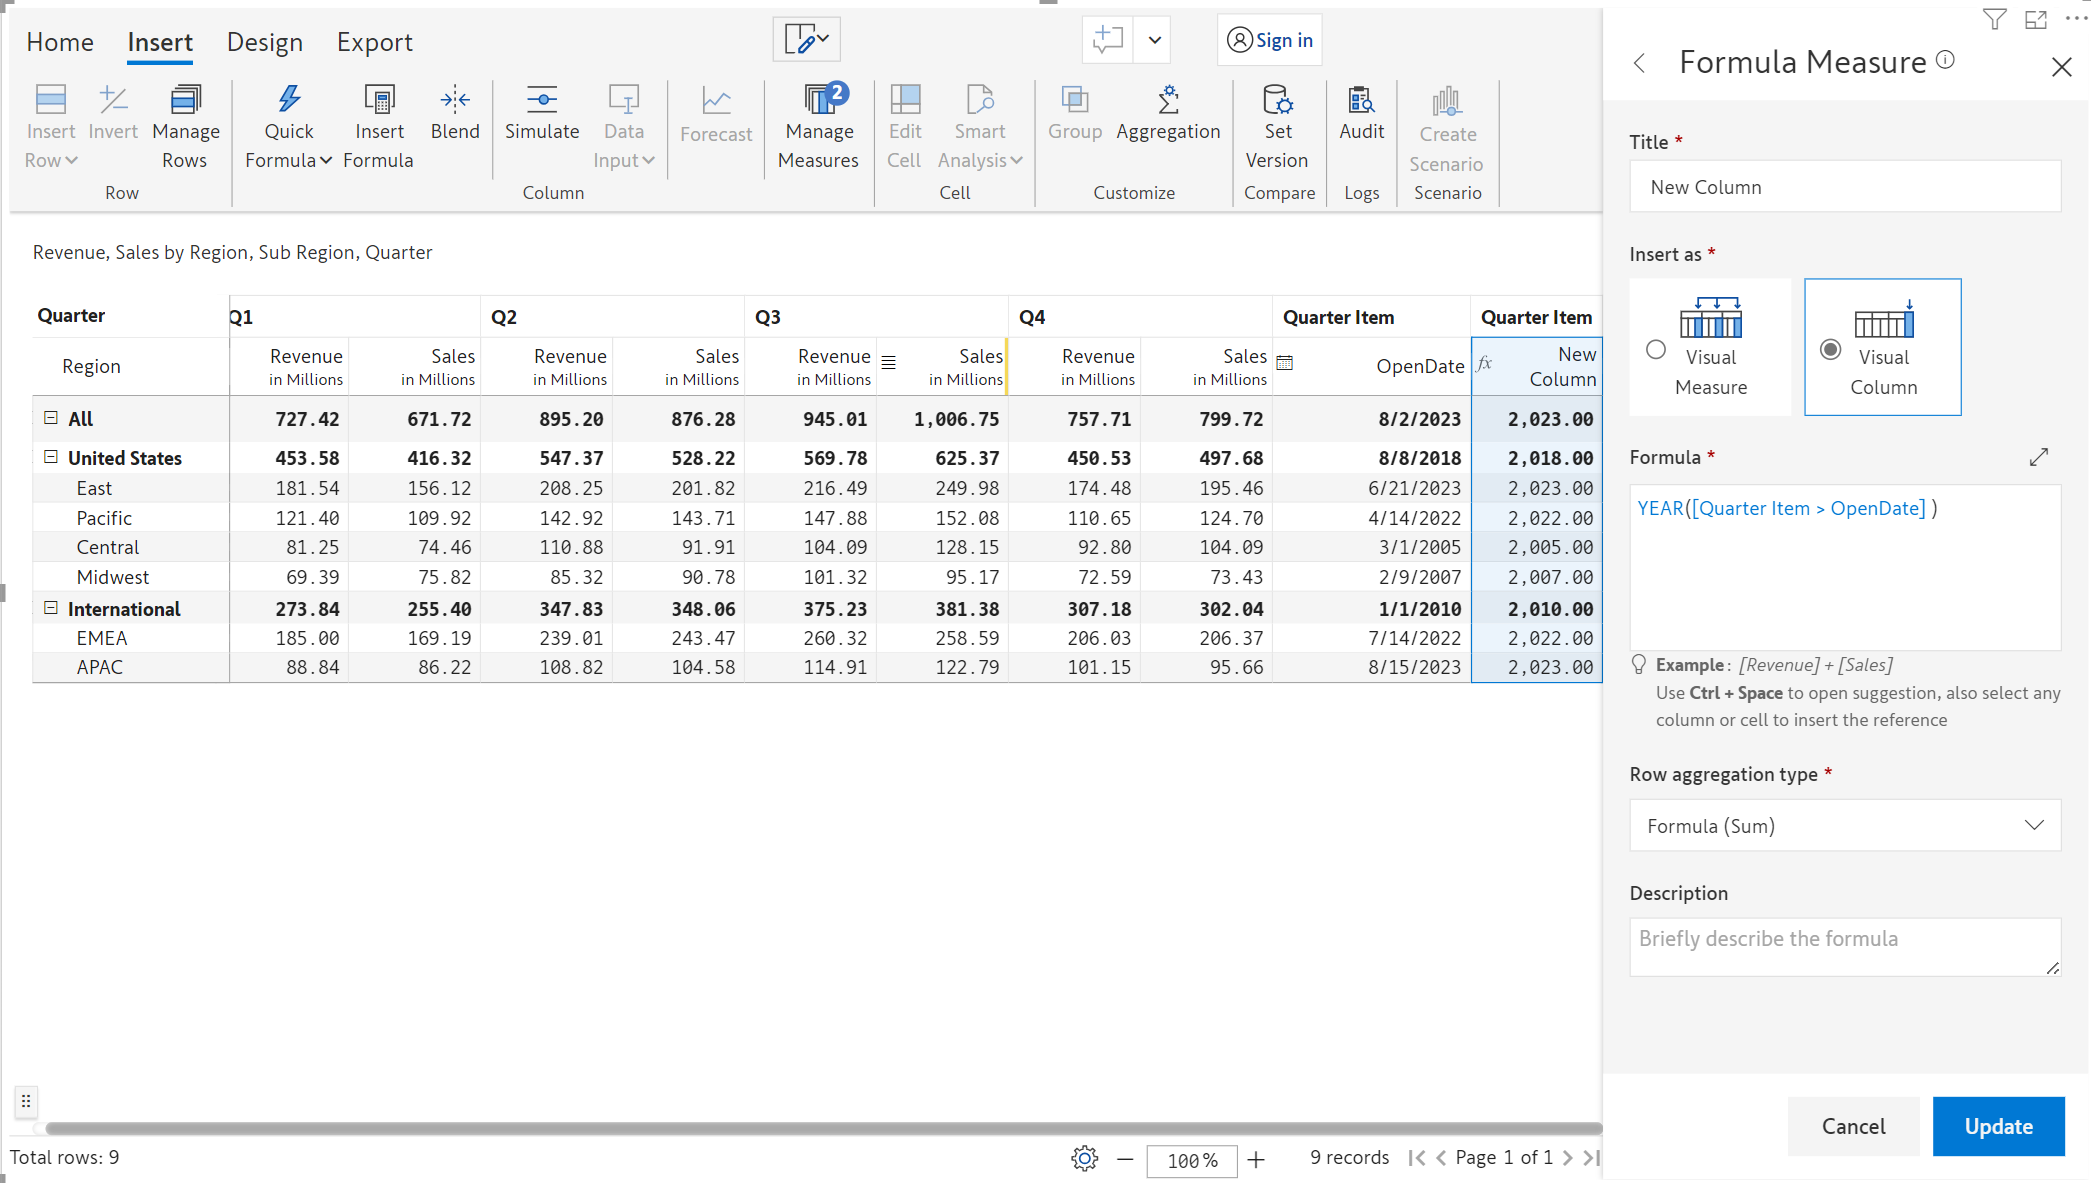 Home Insert Design Export Sign in
Insert Row Invert Manage Rows Quick Formula Insert Formula Blend Simulate Data Input Forecast Manage Measures 2 Edit Cell Smart Analysis Group Aggregation Set Version Audit Create Scenario
Row Column Cell Customize Compare Logs Scenario
Revenue, Sales by Region, Sub Region, Quarter
Quarter Q1 Q2 Q3 Q4 Quarter Item Quarter Item
Region Revenue in Millions Sales in Millions Revenue in Millions Sales in Millions Revenue in Millions Sales in Millions Revenue in Millions Sales in Millions OpenDate fx New Column
All 727.42 671.72 895.20 876.28 945.01 1,006.75 757.71 799.72 8/2/2023 2,023.00
United States 453.58 416.32 547.37 528.22 569.78 625.37 450.53 497.68 8/8/2018 2,018.00
East 181.54 156.12 208.25 201.82 216.49 249.98 174.48 195.46 6/21/2023 2,023.00
Pacific 121.40 109.92 142.92 143.71 147.88 152.08 110.65 124.70 4/14/2022 2,022.00
Central 81.25 74.46 110.88 91.91 104.09 128.15 92.80 104.09 3/1/2005 2,005.00
Midwest 69.39 75.82 85.32 90.78 101.32 95.17 72.59 73.43 2/9/2007 2,007.00
International 273.84 255.40 347.83 348.06 375.23 381.38 307.18 302.04 1/1/2010 2,010.00
EMEA 185.00 169.19 239.01 243.47 260.32 258.59 206.03 206.37 7/14/2022 2,022.00
APAC 88.84 86.22 108.82 104.58 114.91 122.79 101.15 95.66 8/15/2023 2,023.00
Total rows: 9 100% 9 records Page 1 of 1
Formula Measure
Title *
New Column
Insert as *
Visual Measure
Visual Column
Formula *
YEAR([Quarter Item > OpenDate] )
Example : [Revenue] + [Sales]
Use Ctrl + Space to open suggestion, also select any
column or cell to insert the reference
Row aggregation type *
Formula (Sum)
Description
Briefly describe the formula
Cancel Update